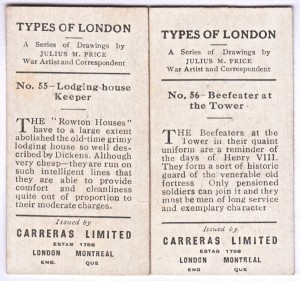 TYPES OF LONDON
A Series of Drawings by
JULIUS M. PRICE
War Artist and Correspondent
No. 55-Lodging-house
Keeper
THE "Rowton Houses"
have to a large extent
abolished the old-time grimy
lodging house so well des-
cribed by Dickens. Although
very cheap—they are run on
such intelligent lines that
they are able to provide
comfort and cleanliness
quite out of proportion to
their moderate charges.
Issued by
CARRERAS LIMITED
ESTAB 1788
LONDON MONTREAL
ENG. QUE
TYPES OF LONDON
A Series of Drawings by
JULIUS M. PRICE
War Artist and Correspondent
No. 56-Beefeater at
the Tower
THE Beefeaters at the
Tower in their quaint
uniform are a reminder of
the days of Henry VIII.
They form a sort of historic
guard of the venerable old
fortress Only pensioned
soldiers can join it and they
must be men of long service
and exemplary character
Issued by
CARRERAS LIMITED
ESTAB 1788
LONDON MONTREAL
ENG. QUE